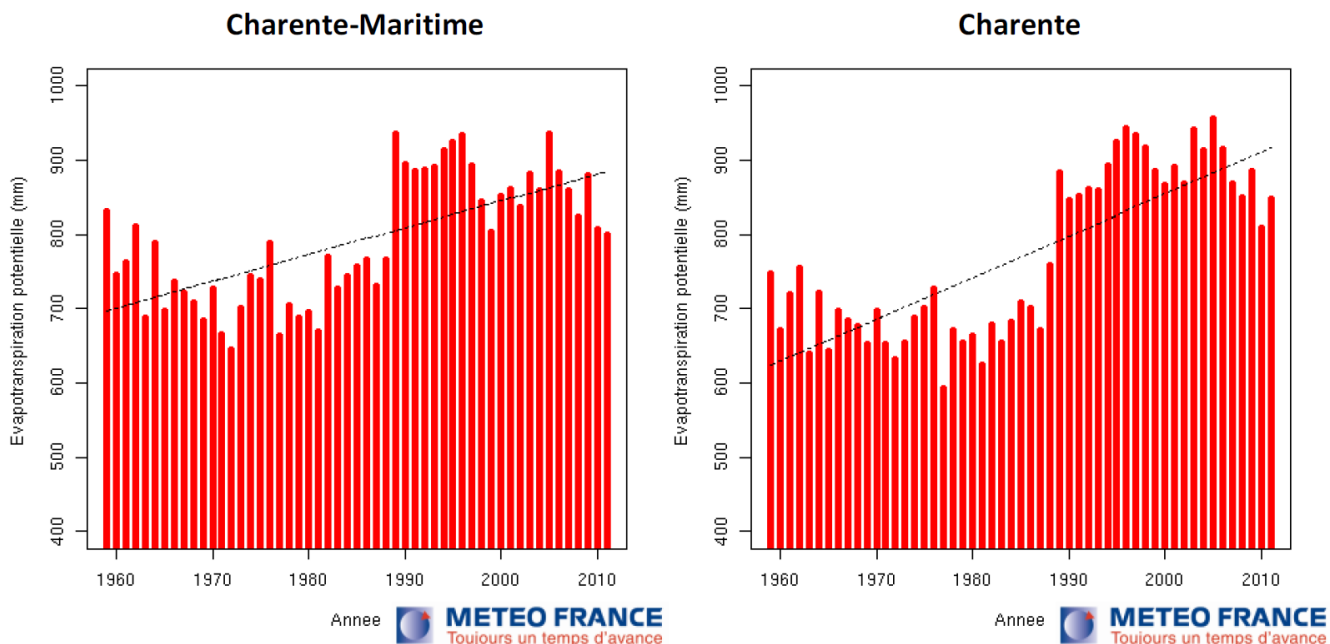 Charente-Maritime
Evapotranspiration potentielle (mm)
1000
900
800
700
600
500
400
1960 1970 1980 1990 2000 2010
Annee
METEO FRANCE
Toujours un temps d'avance
Charente
Evapotranspiration potentielle (mm)
1000
900
800
700
600
500
400
1960 1970 1980 1990 2000 2010
Annee
METEO FRANCE
Toujours un temps d'avance